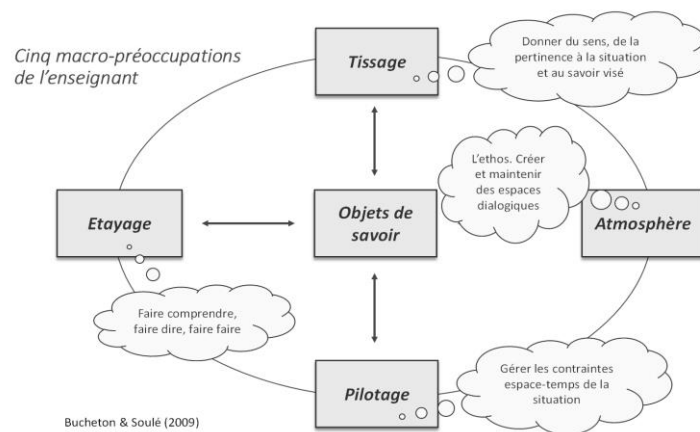 Cinq macro-préoccupations
de l'enseignant
Tissage
Donner du sens, de la
pertinence à la situation
et au savoir visé
L'ethos. Créer
et maintenir
des espaces
dialogiques
Etayage
Objets de
savoir
Atmosphère
Faire comprendre,
faire dire, faire faire
Pilotage
Gérer les contraintes
espace-temps de la
situation
Bucheton & Soulé (2009)